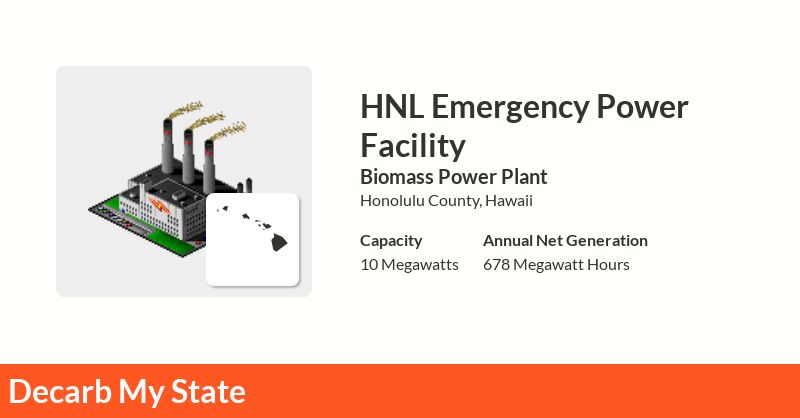 HNL Emergency Power
Facility
Biomass Power Plant
Honolulu County, Hawaii
Capacity Annual Net Generation
10 Megawatts 678 Megawatt Hours
Decarb My State